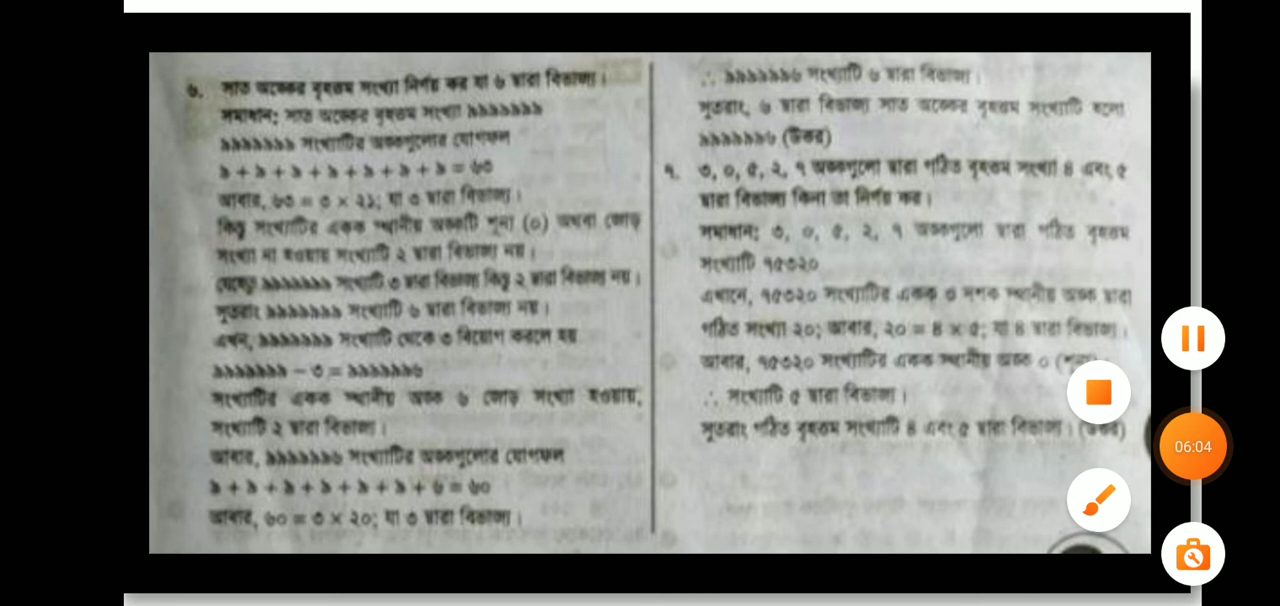 ৬. সাত অঙ্কের বৃহত্তম সংখ্যা নির্ণয় কর যা ৬ দ্বারা বিভাজ্য।
সমাধান: সাত অঙ্কের বৃহত্তম সংখ্যা ৯৯৯৯৯৯৯
৯৯৯৯৯৯৯ সংখ্যাটির অঙ্কগুলোর যোগফল
৯ + ৯ + ৯ + ৯ + ৯ + ৯ + ৯ = ৬৩
আবার, ৬৩ = ৩ × ২১; যা ৩ দ্বারা বিভাজ্য।
কিন্তু সংখ্যাটির একক স্থানীয় অঙ্কটি শূন্য (০) অথবা জোড়
সংখ্যা না হওয়ায় সংখ্যাটি ২ দ্বারা বিভাজ্য নয়।
যেহেতু ৯৯৯৯৯৯৯ সংখ্যাটি ৩ দ্বারা বিভাজ্য কিন্তু ২ দ্বারা বিভাজ্য নয়।
সুতরাং ৯৯৯৯৯৯৯ সংখ্যাটি ৬ দ্বারা বিভাজ্য নয়।
এখন, ৯৯৯৯৯৯৯ সংখ্যাটি থেকে ৩ বিয়োগ করলে হয়
৯৯৯৯৯৯৯ − ৩ = ৯৯৯৯৯৯৬
সংখ্যাটির একক স্থানীয় অঙ্ক ৬ জোড় সংখ্যা হওয়ায়,
সংখ্যাটি ২ দ্বারা বিভাজ্য।
আবার, ৯৯৯৯৯৯৬ সংখ্যাটির অঙ্কগুলোর যোগফল
৯ + ৯ + ৯ + ৯ + ৯ + ৯ + ৬ = ৬০
আবার, ৬০ = ৩ × ২০; যা ৩ দ্বারা বিভাজ্য।
∴ ৯৯৯৯৯৯৬ সংখ্যাটি ৬ দ্বারা বিভাজ্য।
সুতরাং, ৬ দ্বারা বিভাজ্য সাত অঙ্কের বৃহত্তম সংখ্যাটি হলো
৯৯৯৯৯৯৬ (উত্তর)
৭. ৩, ০, ৫, ২, ৭ অঙ্কগুলো দ্বারা গঠিত বৃহত্তম সংখ্যা ৪ এবং ৫
দ্বারা বিভাজ্য কিনা তা নির্ণয় কর।
সমাধান: ৩, ০, ৫, ২, ৭ অঙ্কগুলো দ্বারা গঠিত বৃহত্তম
সংখ্যাটি ৭৫৩২০
এখানে, ৭৫৩২০ সংখ্যাটির একক ও দশক স্থানীয় অঙ্ক দ্বারা
গঠিত সংখ্যা ২০; আবার, ২০ = ৪ × ৫; যা ৪ দ্বারা বিভাজ্য।
আবার, ৭৫৩২০ সংখ্যাটির একক স্থানীয় অঙ্ক ০
∴ সংখ্যাটি ৫ দ্বারা বিভাজ্য।
সুতরাং গঠিত বৃহত্তম সংখ্যাটি ৪ এবং ৫ দ্বারা বিভাজ্য। (উত্তর)
06:04